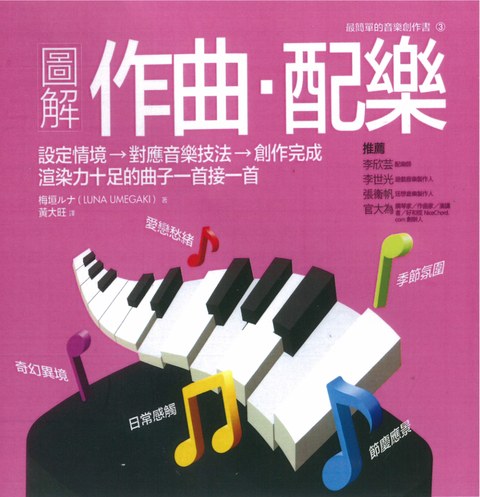 最簡單的音樂創作書 ③
圖解 作曲・配樂
設定情境→對應音樂技法→創作完成
渲染力十足的曲子一首接一首
梅垣ルナ(LUNA UMEGAKI) 著
黃大旺 譯
推薦
李欣芸 配樂師
李世光
張衞帆
官大為
愛戀愁緒
季節氛圍
奇幻異境
日常感觸
節慶應景